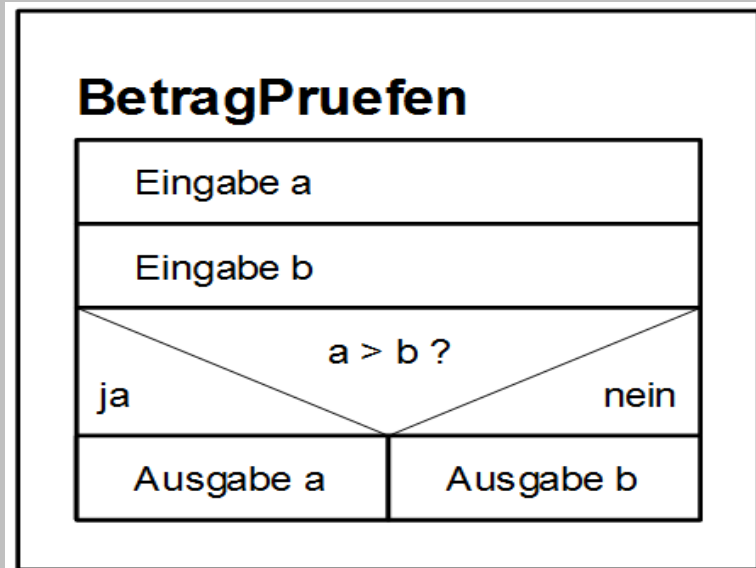 BetragPruefen
Eingabe a
Eingabe b
a > b ?
ja
nein
Ausgabe a
Ausgabe b